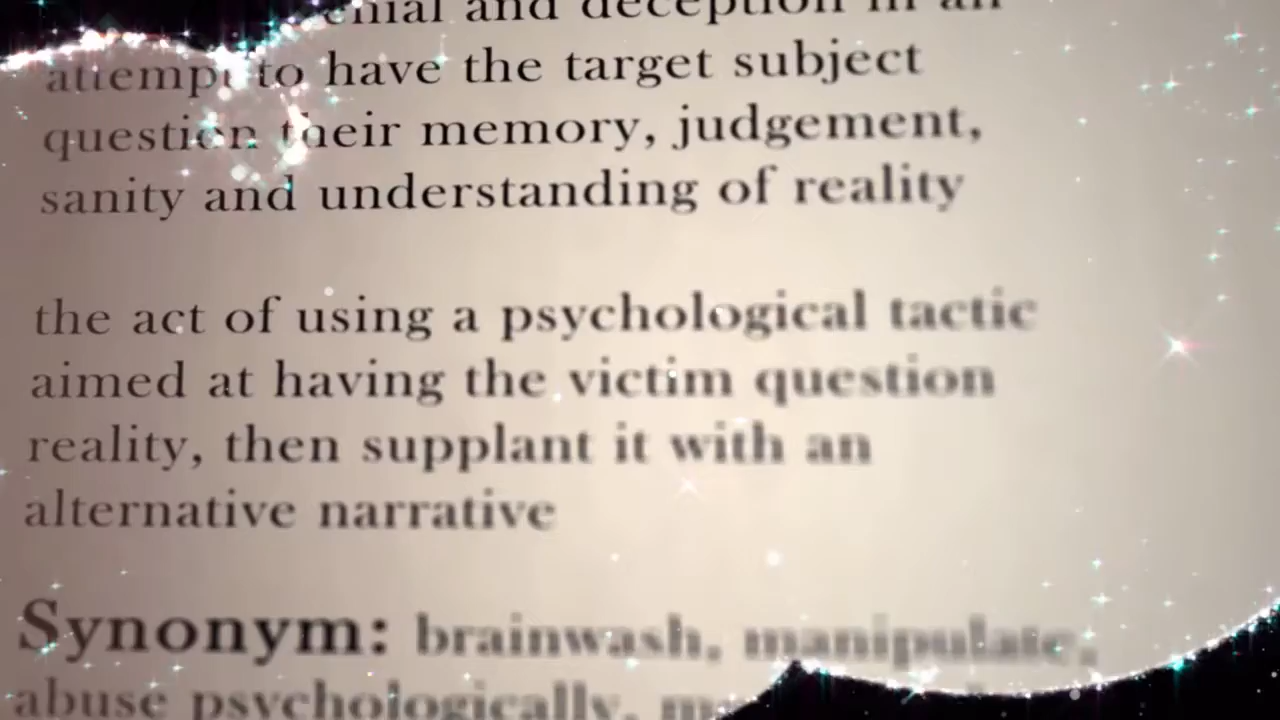 and deception in an
attempt to have the target subject
question their memory, judgement,
sanity and understanding of reality
the act of using a psychological tactic
aimed at having the victim question
reality, then supplant it with an
alternative narrative
Synonym: brainwash, manipulate,
abuse psychologically,